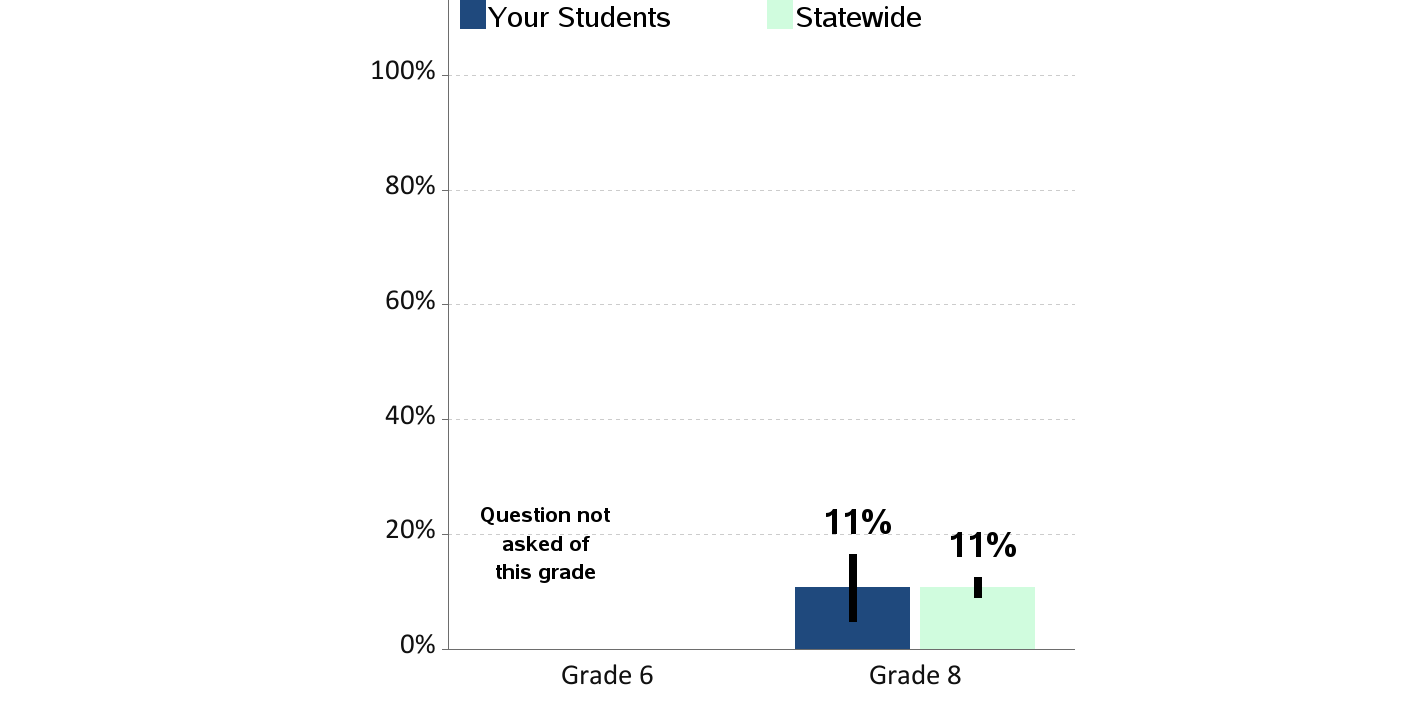 Your Students Statewide
100%
80%
60%
40%
20%
0%
Question not
asked of
this grade
11%
11%
Grade 6 Grade 8